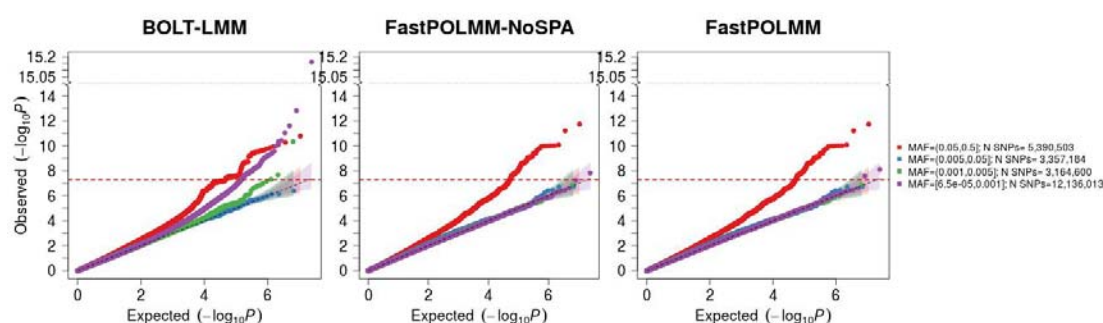 BOLT-LMM
FastPOLMM-NoSPA
FastPOLMM
15.2
15.05
14
12
10
8
6
4
2
0
Observed (−log10P)
0 2 4 6
Expected (−log10P)
15.2
15.05
14
12
10
8
6
4
2
0
0 2 4 6
Expected (−log10P)
15.2
15.05
14
12
10
8
6
4
2
0
0 2 4 6
Expected (−log10P)
MAF=(0.05,0.5]; N SNPs= 5,390,503
MAF=(0.005,0.05]; N SNPs= 3,357,184
MAF=(0.001,0.005]; N SNPs= 3,164,600
MAF=[6.5e-05,0.001]; N SNPs=12,136,013